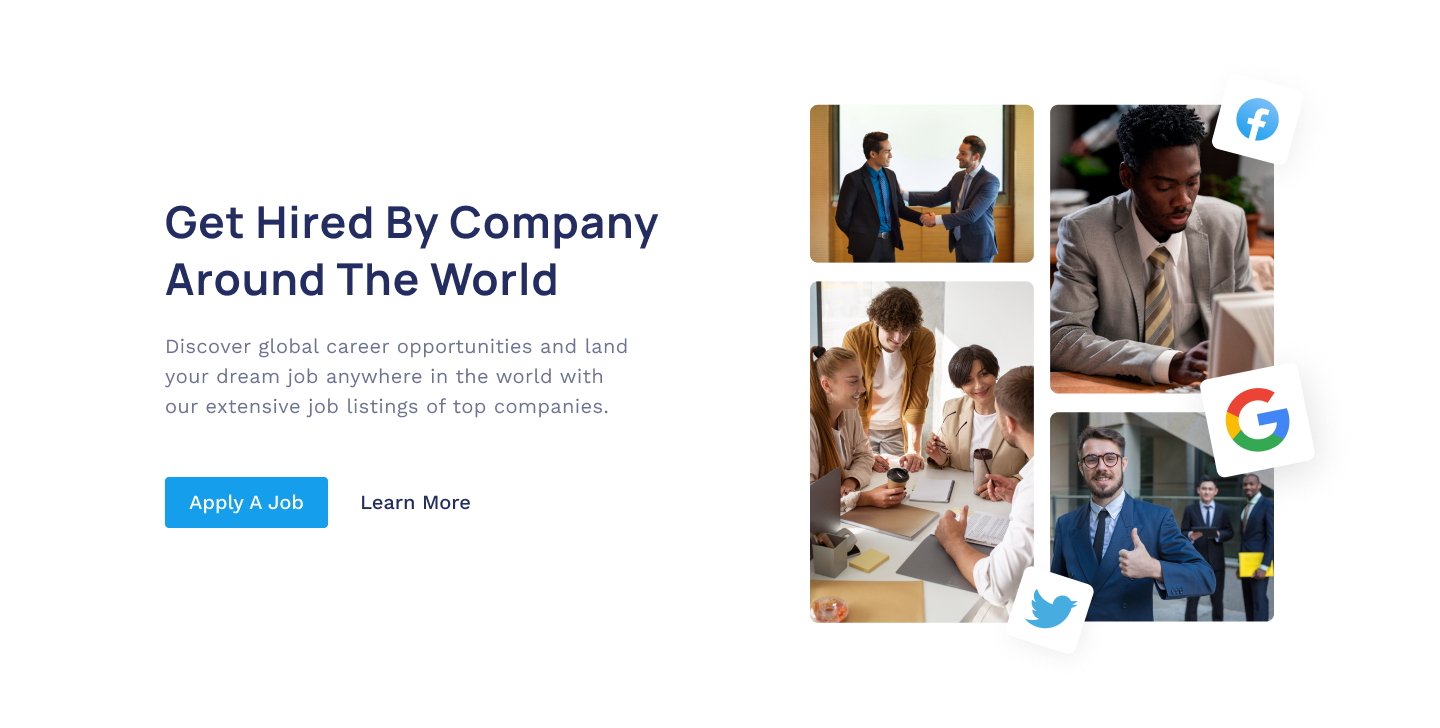 Get Hired By Company
Around The World
Discover global career opportunities and land
your dream job anywhere in the world with
our extensive job listings of top companies.
Apply A Job
Learn More